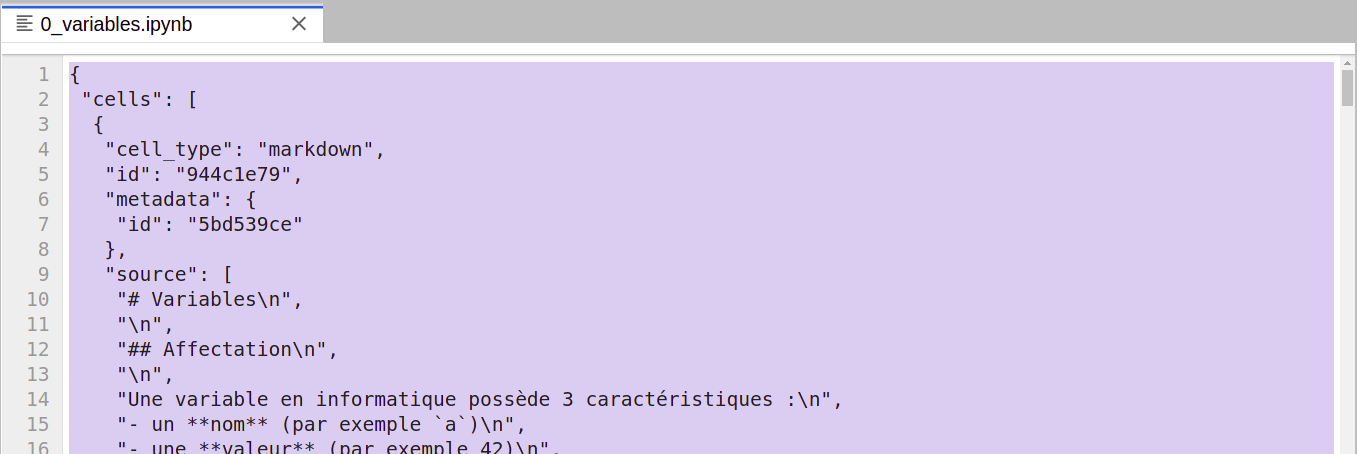 0_variables.ipynb
1 {
2 "cells": [
3 {
4 "cell_type": "markdown",
5 "id": "944c1e79",
6 "metadata": {
7 "id": "5bd539ce"
8 },
9 "source": [
10 "# Variables\n",
11 "\n",
12 "## Affectation\n",
13 "\n",
14 "Une variable en informatique possède 3 caractéristiques :\n",
15 "- un **nom** (par exemple `a`)\n",
16 "- une **valeur** (par exemple 42)\n",